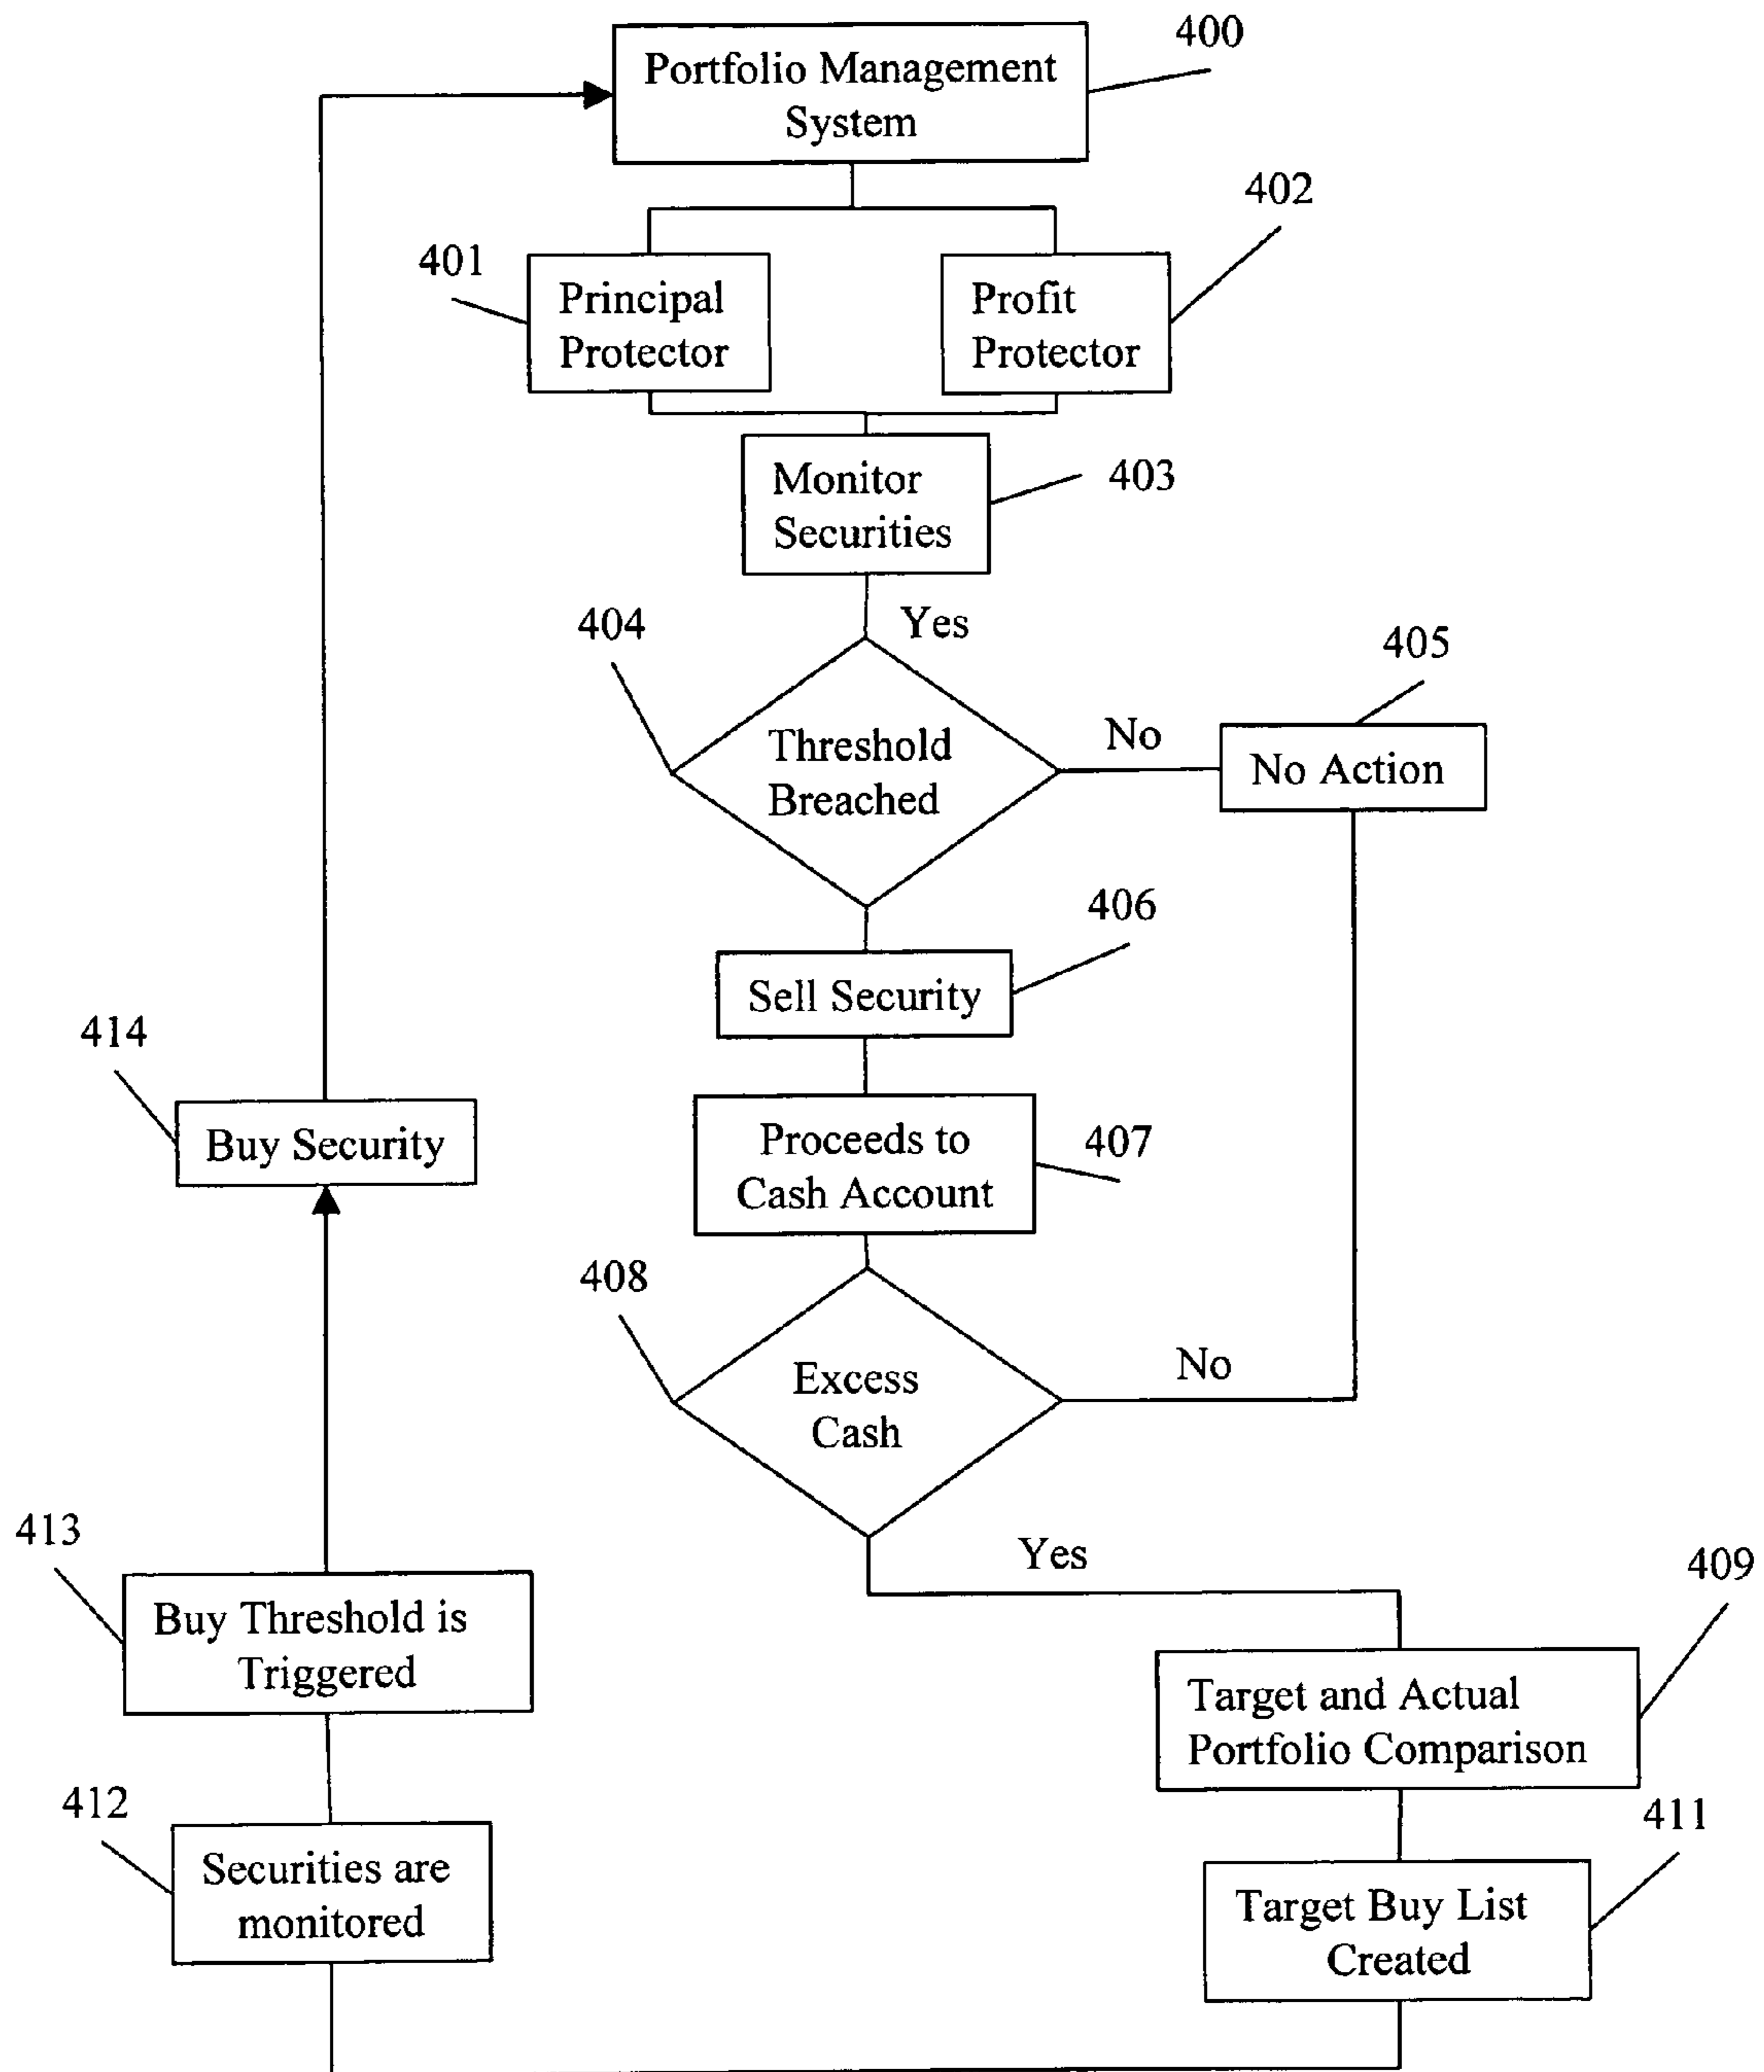 400
Portfolio Management
System
402
401
Principal
Protector
Profit
Protector
Monitor
Securities
403
404
Yes
405
Threshold
Breached
No
No Action
406
Sell Security
414
Buy Security
Proceeds to
Cash Account
407
408
Excess
Cash
No
413
Yes
409
Buy Threshold is
Triggered
Target and Actual
Portfolio Comparison
412
411
Securities are
monitored
Target Buy List
Created